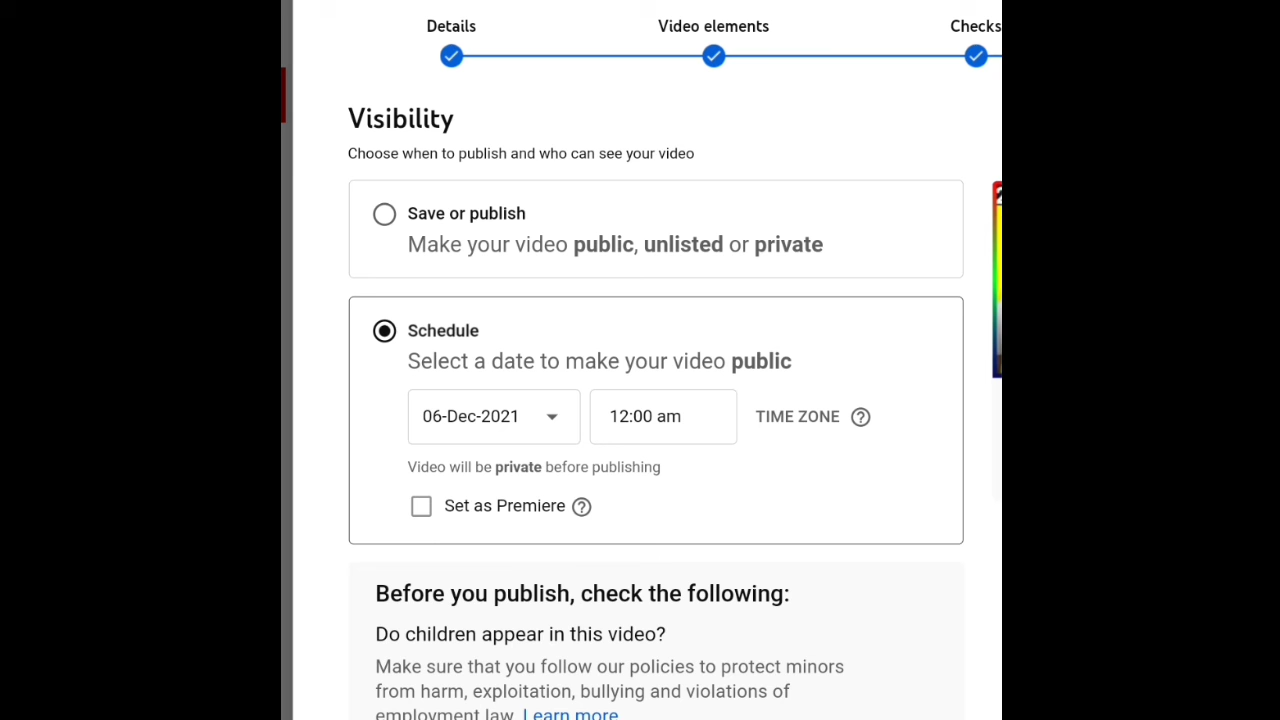 Details Video elements Checks
Visibility
Choose when to publish and who can see your video
Save or publish
Make your video public, unlisted or private
Schedule
Select a date to make your video public
06-Dec-2021 12:00 am TIME ZONE
Video will be private before publishing
Set as Premiere
Before you publish, check the following:
Do children appear in this video?
Make sure that you follow our policies to protect minors
from harm, exploitation, bullying and violations of
employment law. Learn more